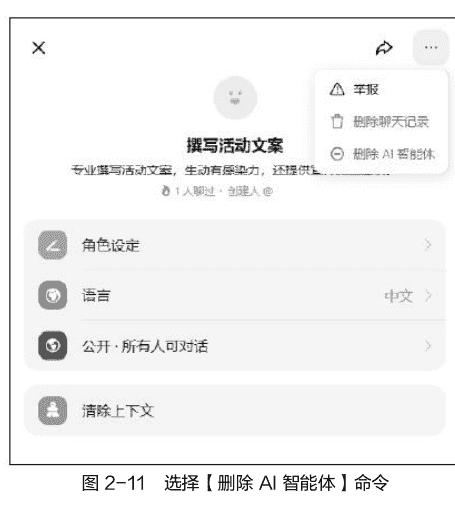 举报
删除聊天记录
删除 AI 智能体
撰写活动文案
专业撰写活动文案，生动有感染力，还提供
1 人聊过 · 创建人 @
角色设定
语言
中文
公开 · 所有人可对话
清除上下文
图 2-11 选择【删除 AI 智能体】命令